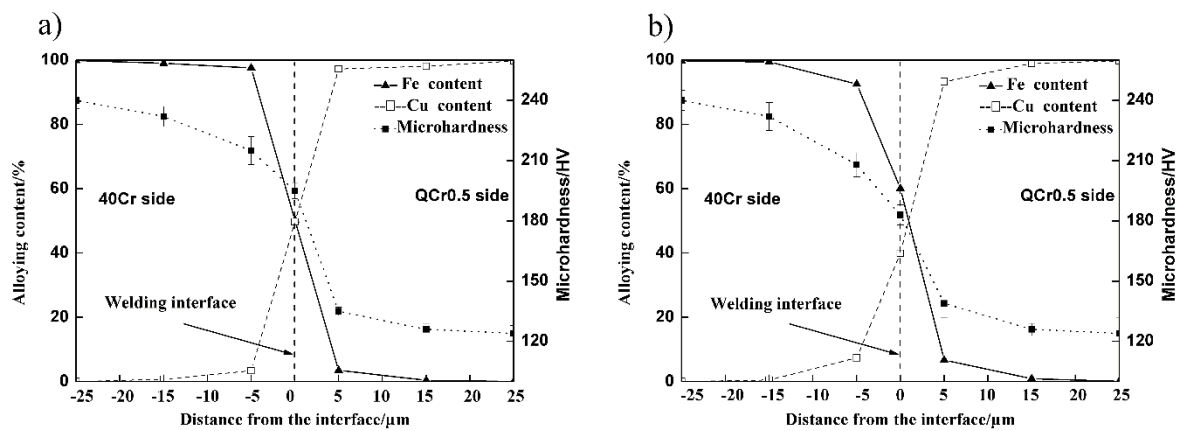 a)
100
80
60
40
20
0
Alloying content/%
Fe content
Cu content
Microhardness
40Cr side
QCr0.5 side
Welding interface
240
210
180
150
120
Microhardness/HV
-25 -20 -15 -10 -5 0 5 10 15 20 25
Distance from the interface/µm
b)
100
80
60
40
20
0
Alloying content/%
Fe content
Cu content
Microhardness
40Cr side
QCr0.5 side
Welding interface
240
210
180
150
120
Microhardness/HV
-25 -20 -15 -10 -5 0 5 10 15 20 25
Distance from the interface/µm